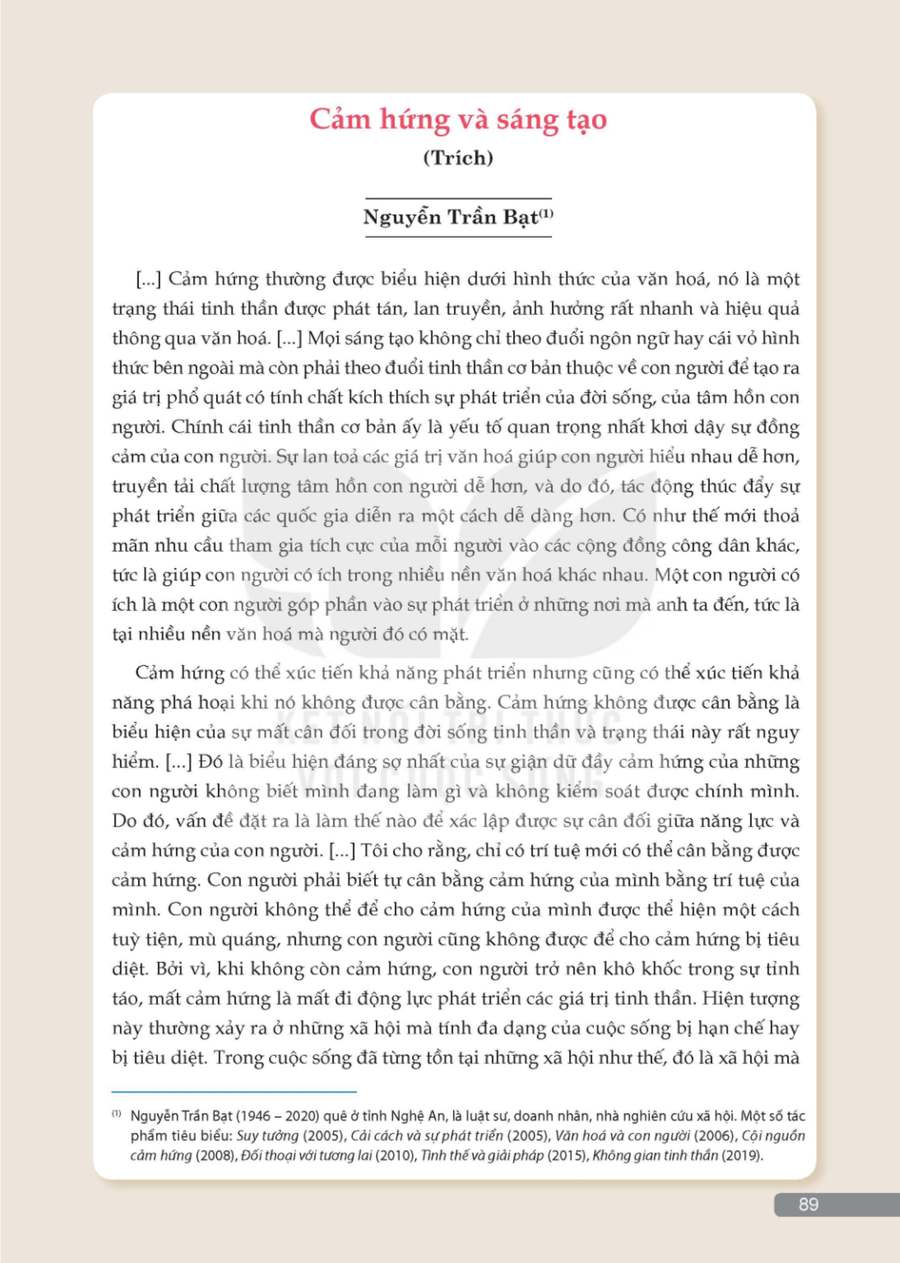 Cảm hứng và sáng tạo
(Trích)
Nguyễn Trần Bạt(1)
[...] Cảm hứng thường được biểu hiện dưới hình thức của văn hoá, nó là một
trạng thái tinh thần được phát tán, lan truyền, ảnh hưởng rất nhanh và hiệu quả
thông qua văn hoá. [...] Mọi sáng tạo không chỉ theo đuổi ngôn ngữ hay cái vỏ hình
thức bên ngoài mà còn phải theo đuổi tinh thần cơ bản thuộc về con người để tạo ra
giá trị phổ quát có tính chất kích thích sự phát triển của đời sống, của tâm hồn con
người. Chính cái tinh thần cơ bản ấy là yếu tố quan trọng nhất khơi dậy sự đồng
cảm của con người. Sự lan toả các giá trị văn hoá giúp con người hiểu nhau dễ hơn,
truyền tải chất lượng tâm hồn con người dễ hơn, và do đó, tác động thúc đẩy sự
phát triển giữa các quốc gia diễn ra một cách dễ dàng hơn. Có như thế mới thoả
mãn nhu cầu tham gia tích cực của mỗi người vào các cộng đồng công dân khác,
tức là giúp con người có ích trong nhiều nền văn hoá khác nhau. Một con người có
ích là một con người góp phần vào sự phát triển ở những nơi mà anh ta đến, tức là
tại nhiều nền văn hoá mà người đó có mặt.
Cảm hứng có thể xúc tiến khả năng phát triển nhưng cũng có thể xúc tiến khả
năng phá hoại khi nó không được cân bằng. Cảm hứng không được cân bằng là
biểu hiện của sự mất cân đối trong đời sống tinh thần và trạng thái này rất nguy
hiểm. [...] Đó là biểu hiện đáng sợ nhất của sự giận dữ đầy cảm hứng của những
con người không biết mình đang làm gì và không kiểm soát được chính mình.
Do đó, vấn đề đặt ra là làm thế nào để xác lập được sự cân đối giữa năng lực và
cảm hứng của con người. [...] Tôi cho rằng, chỉ có trí tuệ mới có thể cân bằng được
cảm hứng. Con người phải biết tự cân bằng cảm hứng của mình bằng trí tuệ của
mình. Con người không thể để cho cảm hứng của mình được thể hiện một cách
tuỳ tiện, mù quáng, nhưng con người cũng không được để cho cảm hứng bị tiêu
diệt. Bởi vì, khi không còn cảm hứng, con người trở nên khô khốc trong sự tỉnh
táo, mất cảm hứng là mất đi động lực phát triển các giá trị tinh thần. Hiện tượng
này thường xảy ra ở những xã hội mà tính đa dạng của cuộc sống bị hạn chế hay
bị tiêu diệt. Trong cuộc sống đã từng tồn tại những xã hội như thế, đó là xã hội mà
(1) Nguyễn Trần Bạt (1946 – 2020) quê ở tỉnh Nghệ An, là luật sư, doanh nhân, nhà nghiên cứu xã hội. Một số tác
phẩm tiêu biểu: Suy tưởng (2005), Cải cách và sự phát triển (2005), Văn hoá và con người (2006), Cội nguồn
cảm hứng (2008), Đối thoại với tương lai (2010), Tình thế và giải pháp (2015), Không gian tinh thần (2019).
KẾT NỐI TRI THỨC
VỚI CUỘC SỐNG
89